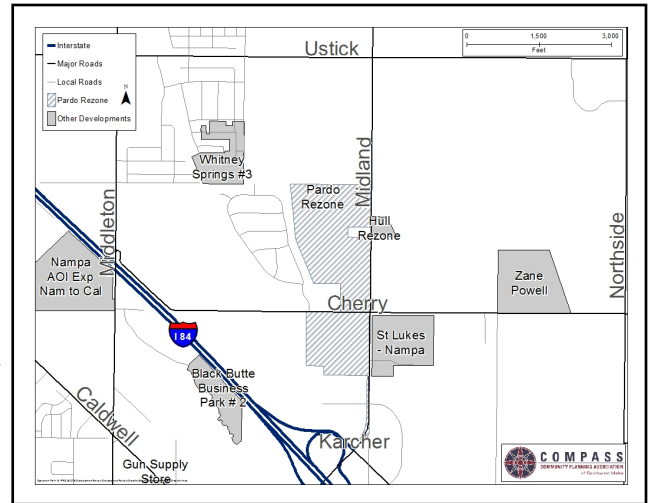 Interstate
Major Roads
Local Roads
Pardo Rezone
Other Developments
N
0 1,500 3,000
Feet
Ustick
Whitney
Springs #3
Middleton
Midland
Northside
Pardo
Rezone
Hull
Rezone
Nampa
AOI Exp
Nam to Cal
Zane
Powell
Cherry
I 84
St Lukes
- Nampa
Black Butte
Business
Park # 2
Caldwell
Karcher
Gun Supply
Store
COMPASS
COMMUNITY PLANNING ASSOCIATION
of Southwest Idaho